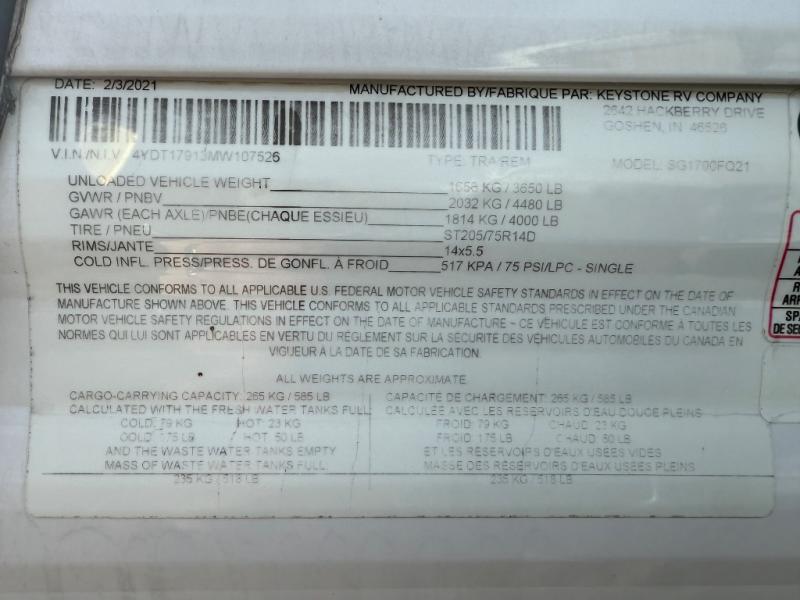 DATE: 2/3/2021
MANUFACTURED BY/FABRIQUE PAR: KEYSTONE RV COMPANY
2642 HACKBERRY DRIVE
GOSHEN, IN 46526
V.I.N./N.I.V. 4YDT17913MW107526 TYPE: TRA/REM MODEL: SG1790FQ21
UNLOADED VEHICLE WEIGHT 1656 KG / 3650 LB
GVWR / PNBV 2032 KG / 4480 LB
GAWR (EACH AXLE)/PNBE(CHAQUE ESSIEU) 1814 KG / 4000 LB
TIRE / PNEU ST205/75R14D
RIMS/JANTE 14x5.5
COLD INFL. PRESS/PRESS. DE GONFL. À FROID 517 KPA / 75 PSI/LPC - SINGLE
THIS VEHICLE CONFORMS TO ALL APPLICABLE U.S. FEDERAL MOTOR VEHICLE SAFETY STANDARDS IN EFFECT ON THE DATE OF
MANUFACTURE SHOWN ABOVE. THIS VEHICLE CONFORMS TO ALL APPLICABLE STANDARDS PRESCRIBED UNDER THE CANADIAN
MOTOR VEHICLE SAFETY REGULATIONS IN EFFECT ON THE DATE OF MANUFACTURE – CE VÉHICULE EST CONFORME À TOUTES LES
NORMES QUI LUI SONT APPLICABLES EN VERTU DU RÈGLEMENT SUR LA SÉCURITÉ DES VÉHICULES AUTOMOBILES DU CANADA EN
VIGUEUR À LA DATE DE SA FABRICATION.
ALL WEIGHTS ARE APPROXIMATE
CARGO-CARRYING CAPACITY: 265 KG / 585 LB
CALCULATED WITH THE FRESH WATER TANKS FULL
COLD: 79 KG HOT: 23 KG
COLD: 175 LB HOT: 50 LB
AND THE WASTE WATER TANKS EMPTY
MASS OF WASTE WATER TANKS FULL:
235 KG / 518 LB
CAPACITÉ DE CHARGEMENT: 265 KG / 585 LB
CALCULÉE AVEC LES RÉSERVOIRS D'EAU DOUCE PLEINS
FROID: 79 KG CHAUD: 23 KG
FROID: 175 LB CHAUD: 50 LB
ET LES RÉSERVOIRS D'EAUX USÉES VIDES
MASSE DES RÉSERVOIRS D'EAUX USÉES PLEINS
235 KG / 518 LB